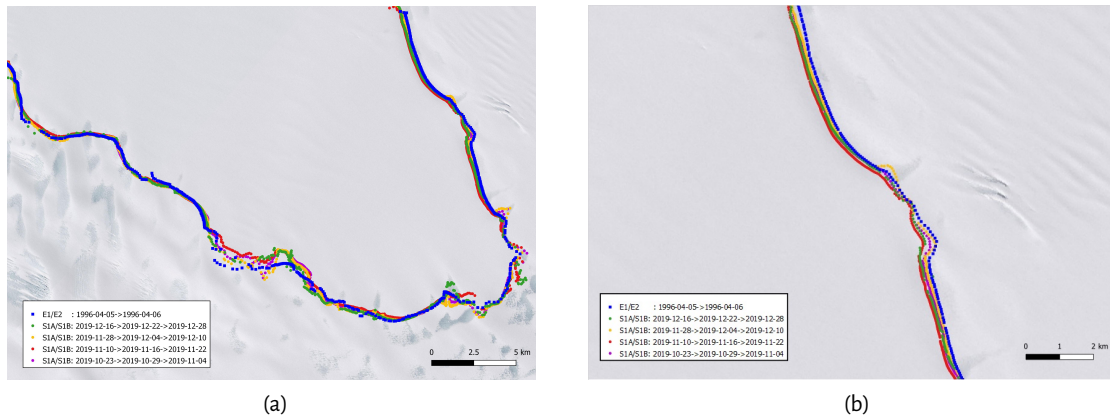 E1/E2 : 1996-04-05->1996-04-06
S1A/S1B: 2019-12-16->2019-12-22->2019-12-28
S1A/S1B: 2019-11-28->2019-12-04->2019-12-10
S1A/S1B: 2019-11-10->2019-11-16->2019-11-22
S1A/S1B: 2019-10-23->2019-10-29->2019-11-04
0 2.5 5 km
(a)
E1/E2 : 1996-04-05->1996-04-06
S1A/S1B: 2019-12-16->2019-12-22->2019-12-28
S1A/S1B: 2019-11-28->2019-12-04->2019-12-10
S1A/S1B: 2019-11-10->2019-11-16->2019-11-22
S1A/S1B: 2019-10-23->2019-10-29->2019-11-04
0 1 2 km
(b)